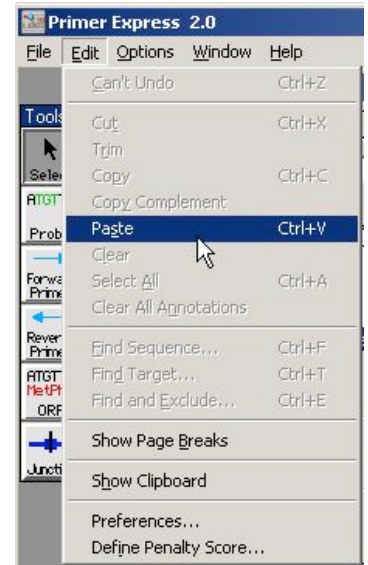 Primer Express 2.0
File Edit Options Window Help
Can't Undo Ctrl+Z
Tools
Cut Ctrl+X
Trim
Copy Ctrl+C
Copy Complement
Paste Ctrl+V
Clear
Select All Ctrl+A
Clear All Annotations
Find Sequence... Ctrl+F
Find Target... Ctrl+T
Find and Exclude... Ctrl+E
Show Page Breaks
Show Clipboard
Preferences...
Define Penalty Score...
Selec
ATGT
Prob
Forwa
Prime
Rever
Prime
ATGT
MetPh
ORF
Juncti